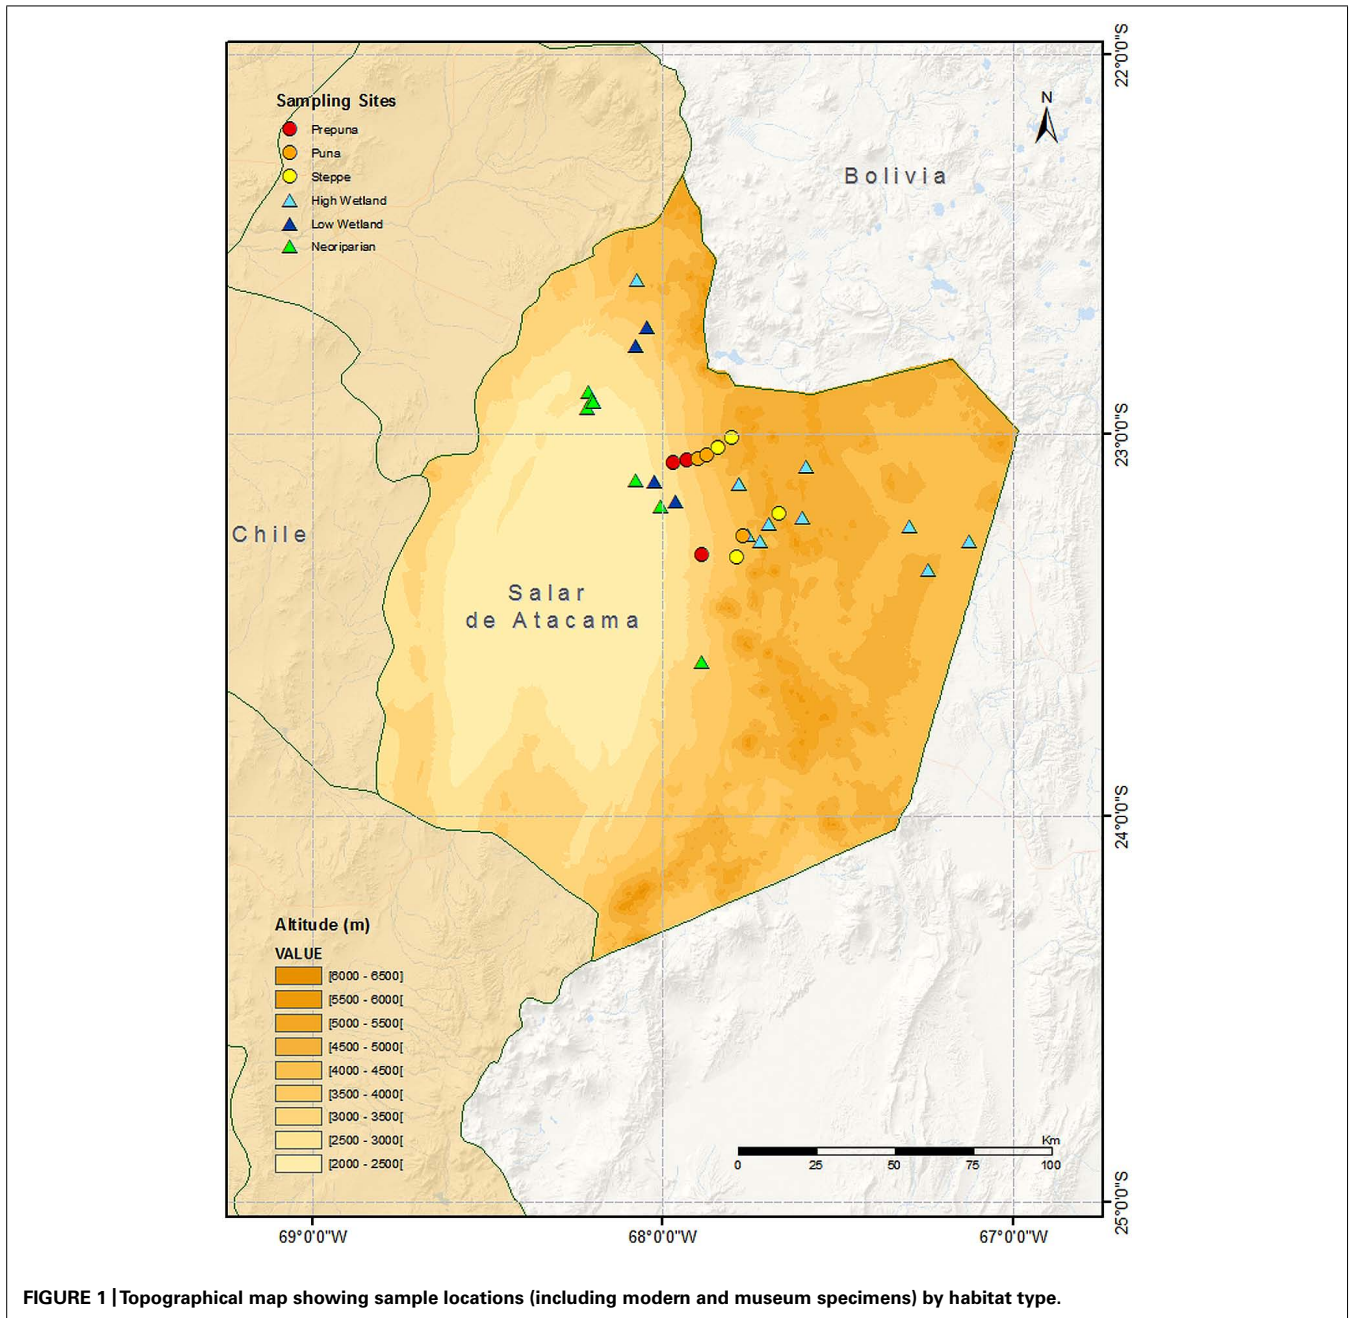 22°0'0"S
N
Sampling Sites
Prepuna
Puna
Steppe
High Wetland
Low Wetland
Neoriparian
Bolivia
23°0'0"S
Chile
Salar
de Atacama
24°0'0"S
Altitude (m)
VALUE
[6000 - 6500]
[5500 - 6000[
[5000 - 5500[
[4500 - 5000[
[4000 - 4500[
[3500 - 4000[
[3000 - 3500[
[2500 - 3000[
[2000 - 2500[
Km
0 25 50 75 100
25°0'0"S
69°0'0"W 68°0'0"W 67°0'0"W
FIGURE 1 | Topographical map showing sample locations (including modern and museum specimens) by habitat type.